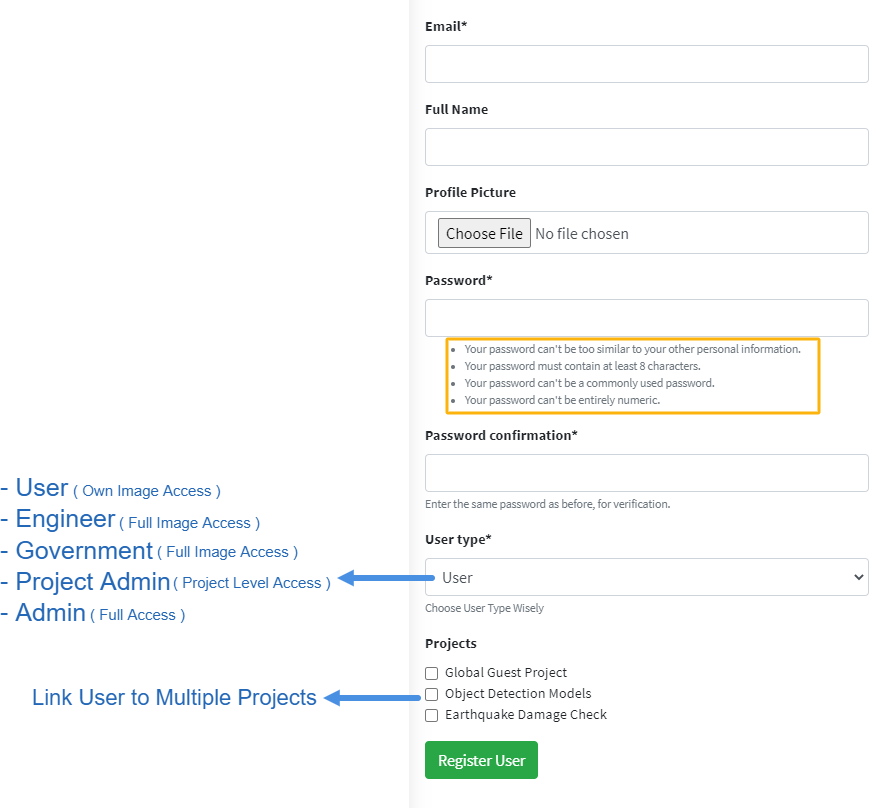 Email*
Full Name
Profile Picture
Choose File No file chosen
Password*
Your password can't be too similar to your other personal information.
Your password must contain at least 8 characters.
Your password can't be a commonly used password.
Your password can't be entirely numeric.
Password confirmation*
Enter the same password as before, for verification.
User type*
User
Choose User Type Wisely
- User ( Own Image Access )
- Engineer ( Full Image Access )
- Government ( Full Image Access )
- Project Admin ( Project Level Access )
- Admin ( Full Access )
Projects
Global Guest Project
Object Detection Models
Earthquake Damage Check
Link User to Multiple Projects
Register User